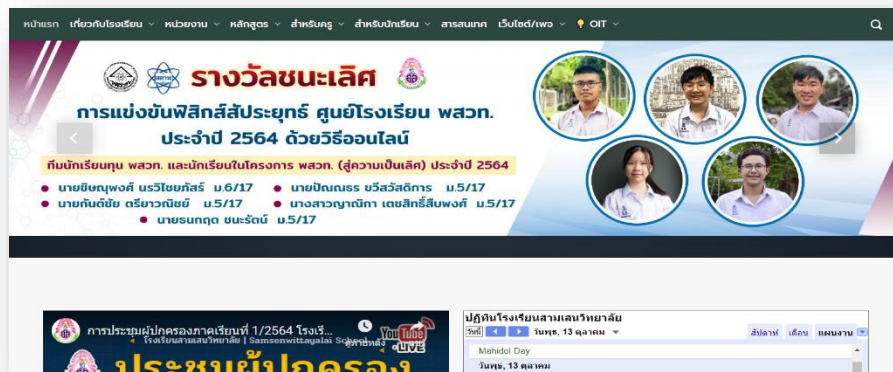 หน้าแรก เกี่ยวกับโรงเรียน หน่วยงาน หลักสูตร สำหรับครู สำหรับนักเรียน สารสนเทศ เว็บไซต์/เพจ OIT
รางวัลชนะเลิศ
การแข่งขันฟิสิกส์สัประยุทธ์ ศูนย์โรงเรียน พสวท.
ประจำปี 2564 ด้วยวิธีออนไลน์
ทีมนักเรียนทุน พสวท. และนักเรียนในโครงการ พสวท. (สู่ความเป็นเลิศ) ประจำปี 2564
นายชิษณุพงศ์ นรวิไชยภัสร์ ม.6/17 นายปัณณธร ขวีสวัสดิการ ม.5/17
นายกันต์ชัย ตรียาวณิชย์ ม.5/17 นางสาวญาณิกา เตชสิทธิ์สืบพงศ์ ม.5/17
นายธนกฤต ชนะรัตน์ ม.5/17
การประชุมผู้ปกครองภาคเรียนที่ 1/2564 โรงเรี...
โรงเรียนสามเสนวิทยาลัย | Samsenwittayalai School
YouTube
LIVE
ประชุมผู้ปกครอง
ปฏิทินโรงเรียนสามเสนวิทยาลัย
วันนี้ วันพุธ, 13 ตุลาคม สัปดาห์ เดือน แผนงาน
Mahidol Day
วันพุธ, 13 ตุลาคม